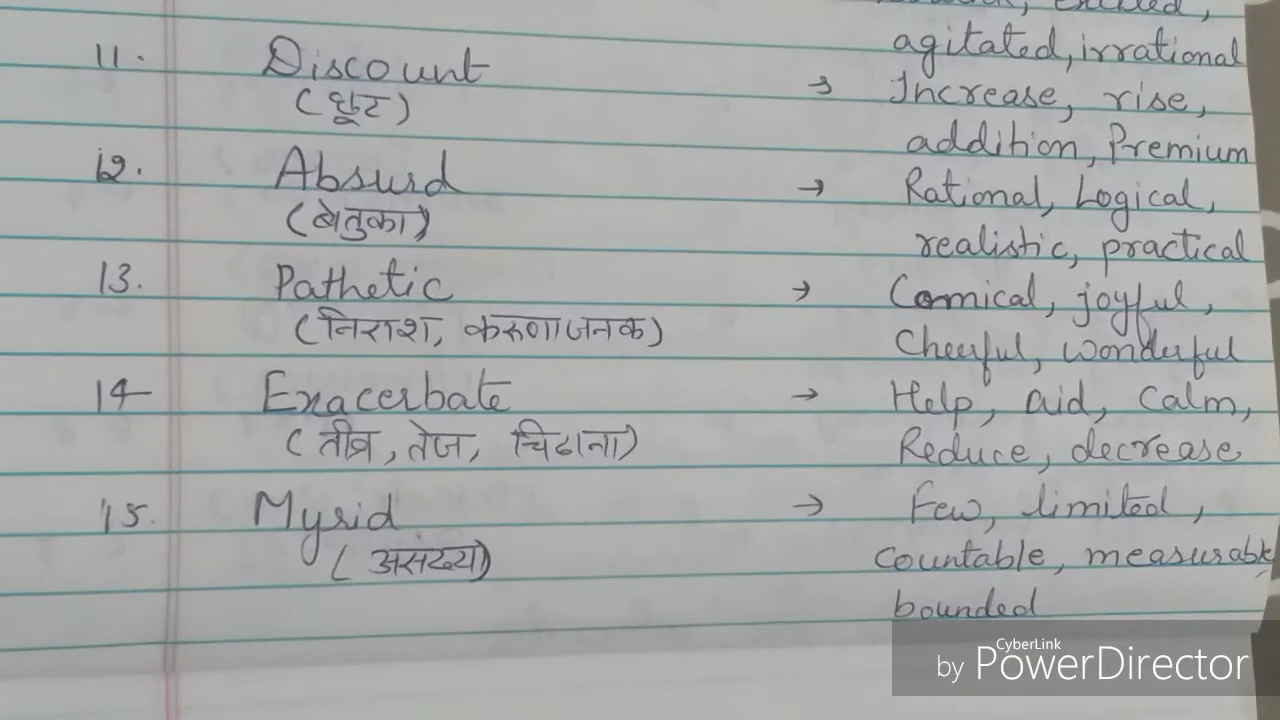 agitated, irrational
11. Discount → Increase, rise,
(छूट) addition, Premium
12. Absurd → Rational, Logical,
(बेतुका) realistic, practical
13. Pathetic → Comical, joyful,
(निराश, करुणाजनक) Cheerful, wonderful
14 Exacerbate → Help, aid, calm,
(तीव्र, तेज, चिढाना) Reduce, decrease
15. Myrid → Few, limited,
(असंख्य) countable, measurable
bounded
CyberLink
by PowerDirector